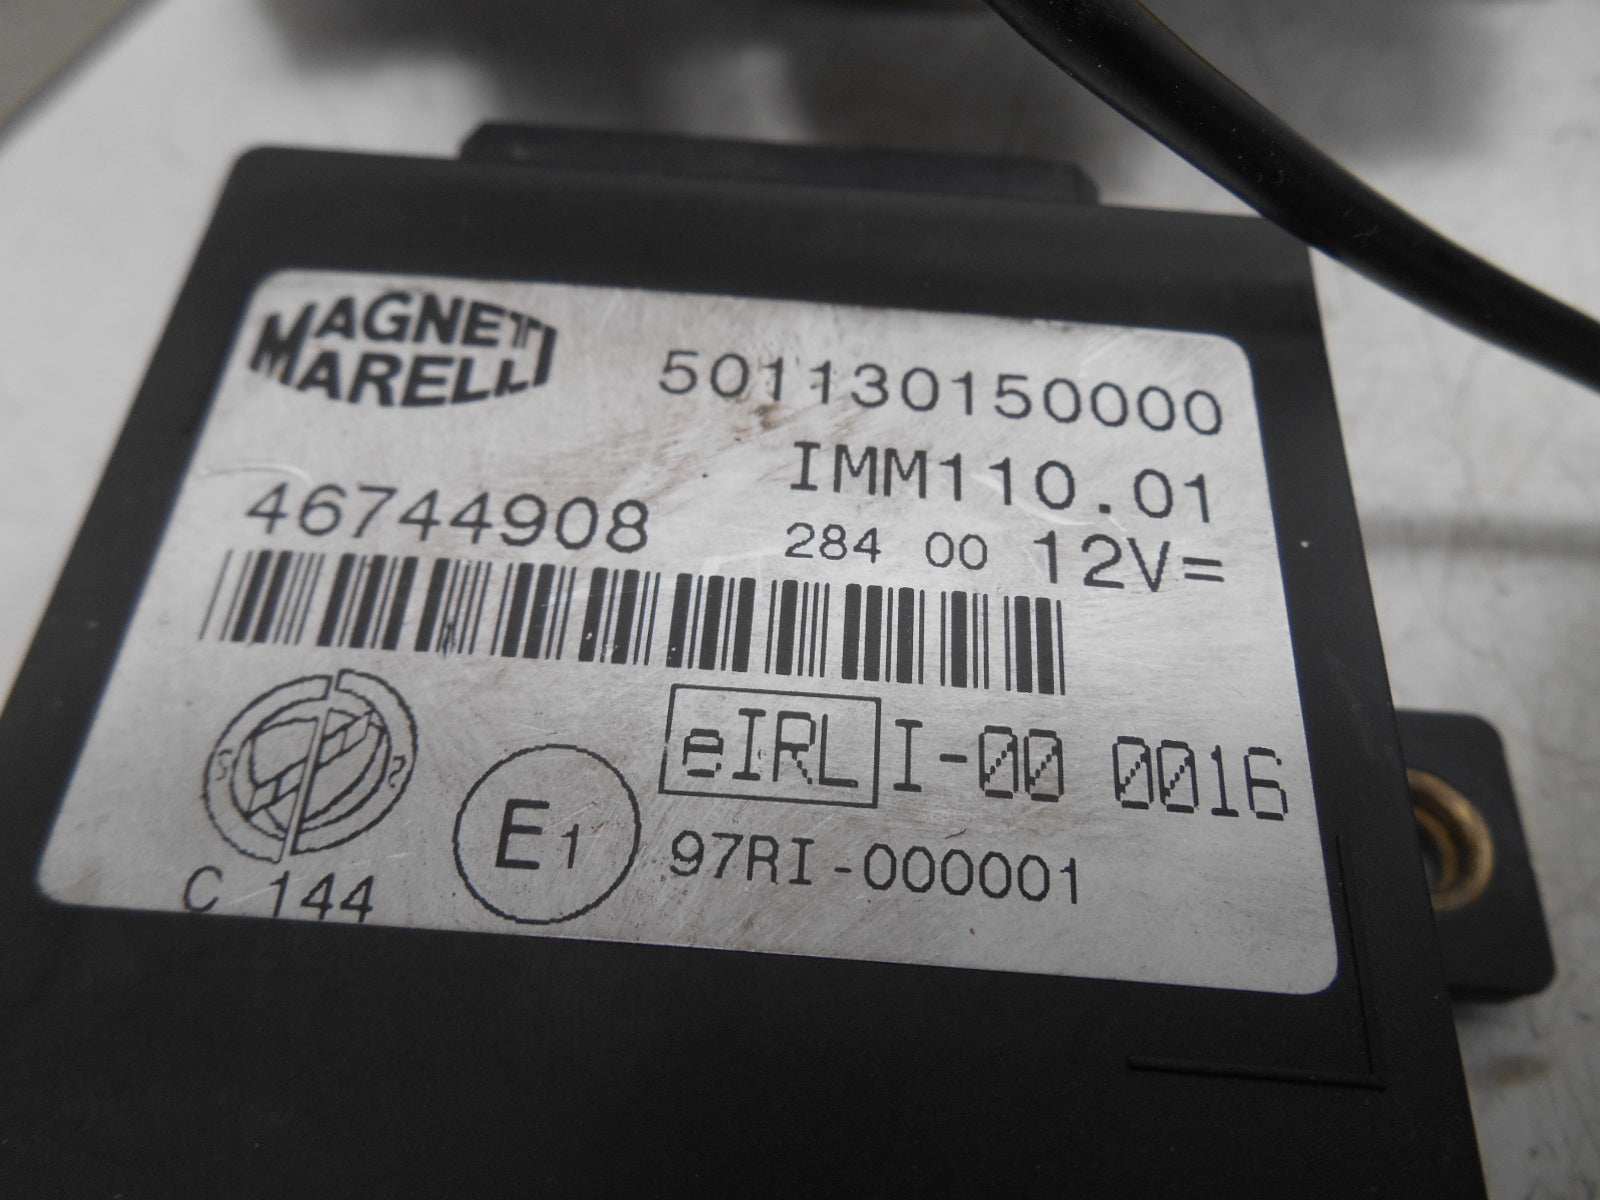 MAGNETI
MARELLI
501130150000
IMM110.01
46744908
284 00 12V=
eIRL I-00 0016
E1
97RI-000001
C 144